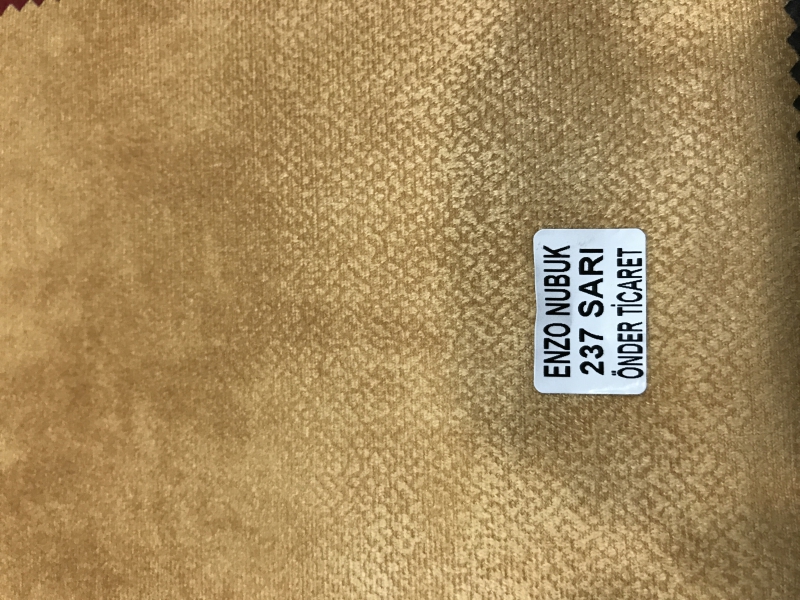 ENZO NUBUK
237 SARI
ÖNDER TİCARET